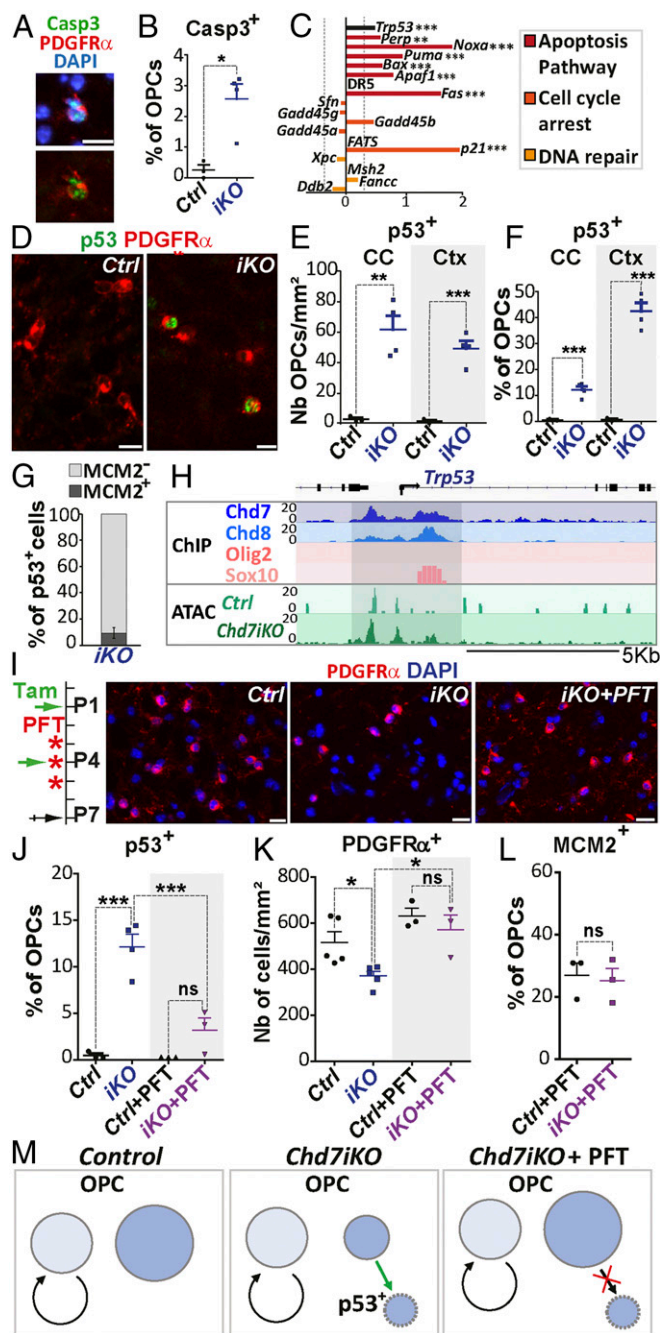 A
Casp3
PDGFRα
DAPI
B
Casp3⁺
% of OPCs
3
2
1
0
*
Ctrl
iKO
C
Trp53 ***
Perp **
Noxa ***
Puma ***
Bax ***
Apaf1 ***
DR5
Fas ***
Sfn
Gadd45g
Gadd45b
Gadd45a
FATS
p21 ***
Xpc
Msh2
Fancc
Ddb2
0 1 2
Apoptosis
Pathway
Cell cycle
arrest
DNA repair
D
p53 PDGFRα
Ctrl
iKO
E
p53⁺
CC Ctx
Nb OPCs/mm²
100
80
60
40
20
0
**
***
Ctrl
iKO
Ctrl
iKO
F
p53⁺
CC Ctx
% of OPCs
50
40
30
20
10
0
***
***
Ctrl
iKO
Ctrl
iKO
G
MCM2⁻
MCM2⁺
% of p53⁺cells
100
80
60
40
20
0
iKO
H
Trp53
ChIP
Chd7
Chd8
Olig2
Sox10
ATAC
Ctrl
Chd7iKO
20
0
20
0
20
0
20
0
5Kb
I
PDGFRα DAPI
Tam
P1
PFT
*
* P4
*
P7
Ctrl
iKO
iKO+PFT
J
p53⁺
% of OPCs
20
15
10
5
0
***
***
ns
Ctrl
iKO
Ctrl+PFT
iKO+PFT
K
PDGFRα⁺
Nb of cells/mm²
800
600
400
200
0
*
*
ns
Ctrl
iKO
Ctrl+PFT
iKO+PFT
L
MCM2⁺
% of OPCs
60
40
20
0
ns
Ctrl+PFT
iKO+PFT
M
Control
OPC
Chd7iKO
OPC
p53⁺
Chd7iKO + PFT
OPC